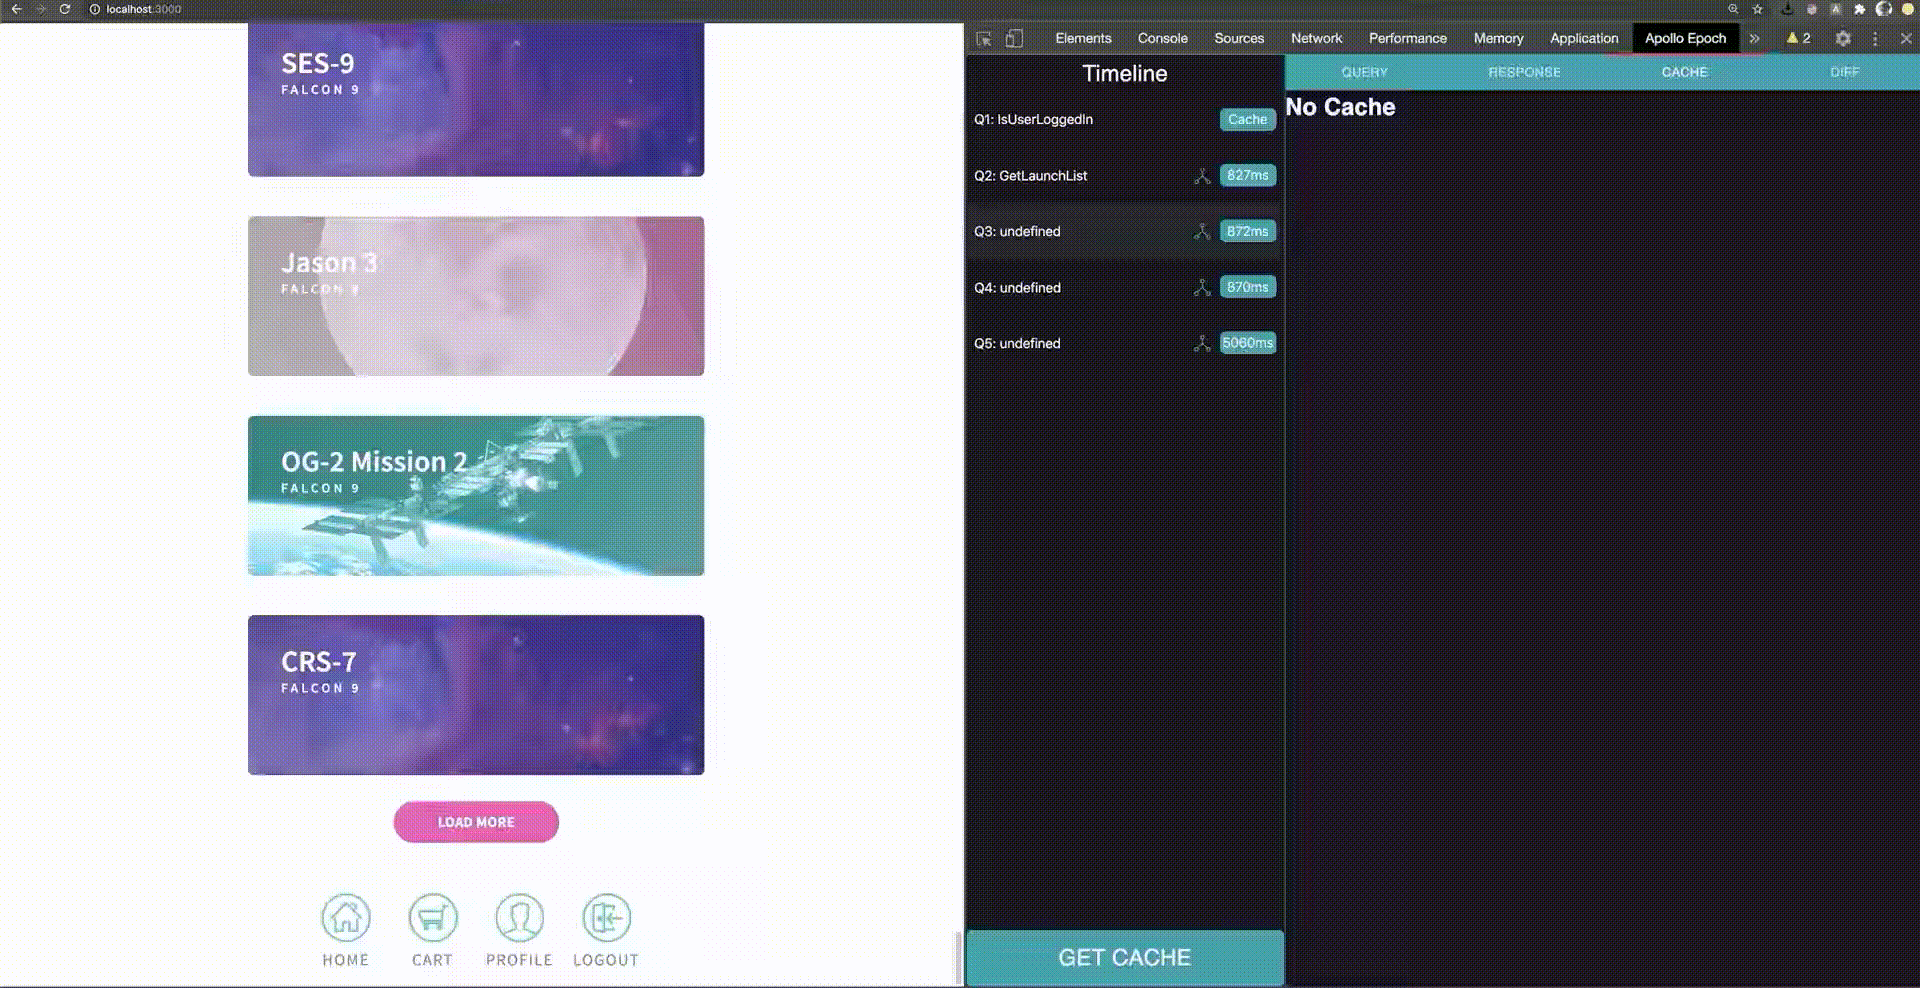 localhost:3000
SES-9
FALCON 9
Jason 3
FALCON 9
OG-2 Mission 2
FALCON 9
CRS-7
FALCON 9
LOAD MORE
HOME CART PROFILE LOGOUT
Elements Console Sources Network Performance Memory Application Apollo Epoch » 2
Timeline
Q1: IsUserLoggedIn Cache
Q2: GetLaunchList 827ms
Q3: undefined 872ms
Q4: undefined 870ms
Q5: undefined 5060ms
GET CACHE
QUERY RESPONSE CACHE DIFF
No Cache